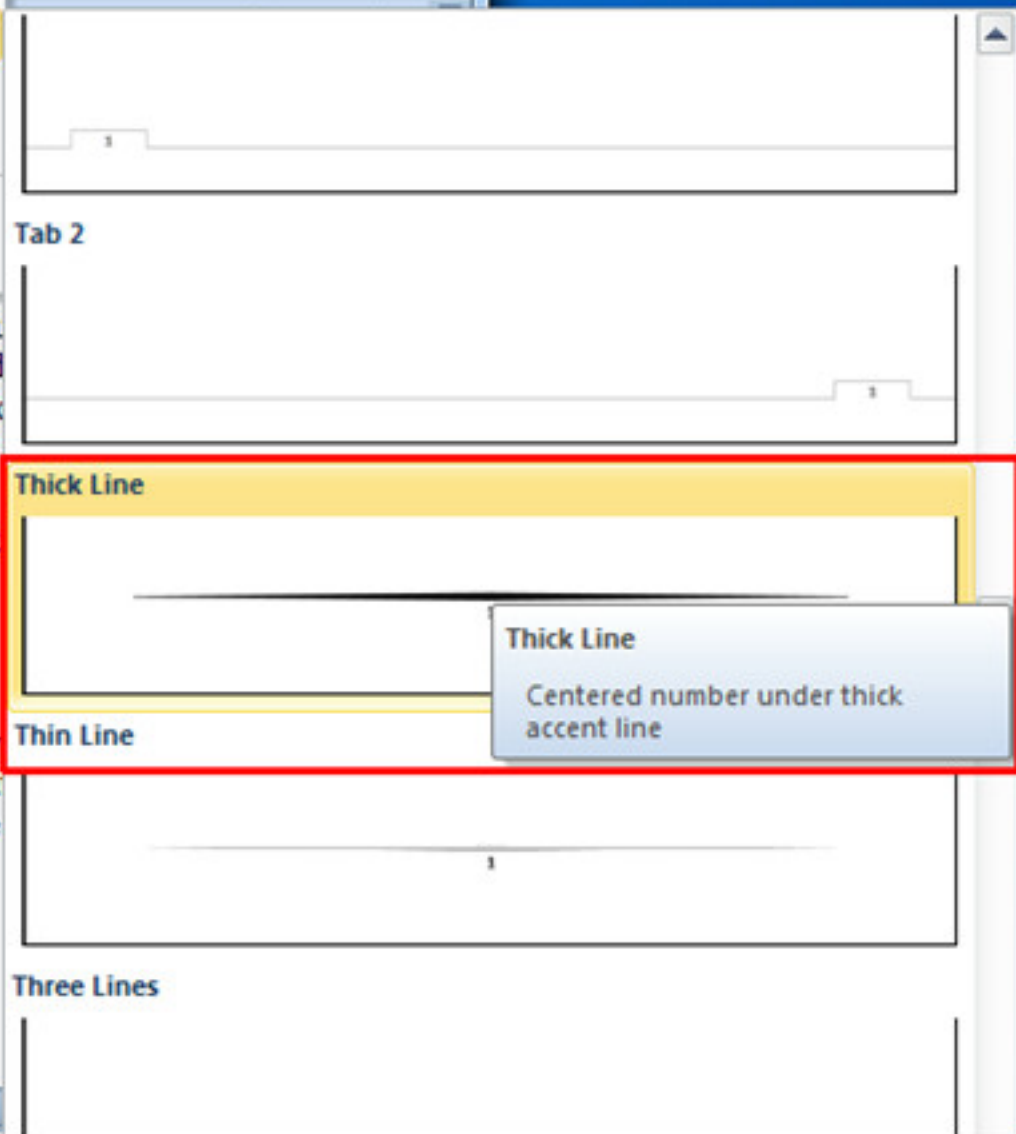 1
Tab 2
1
Thick Line
Thick Line
Centered number under thick
accent line
Thin Line
1
Three Lines